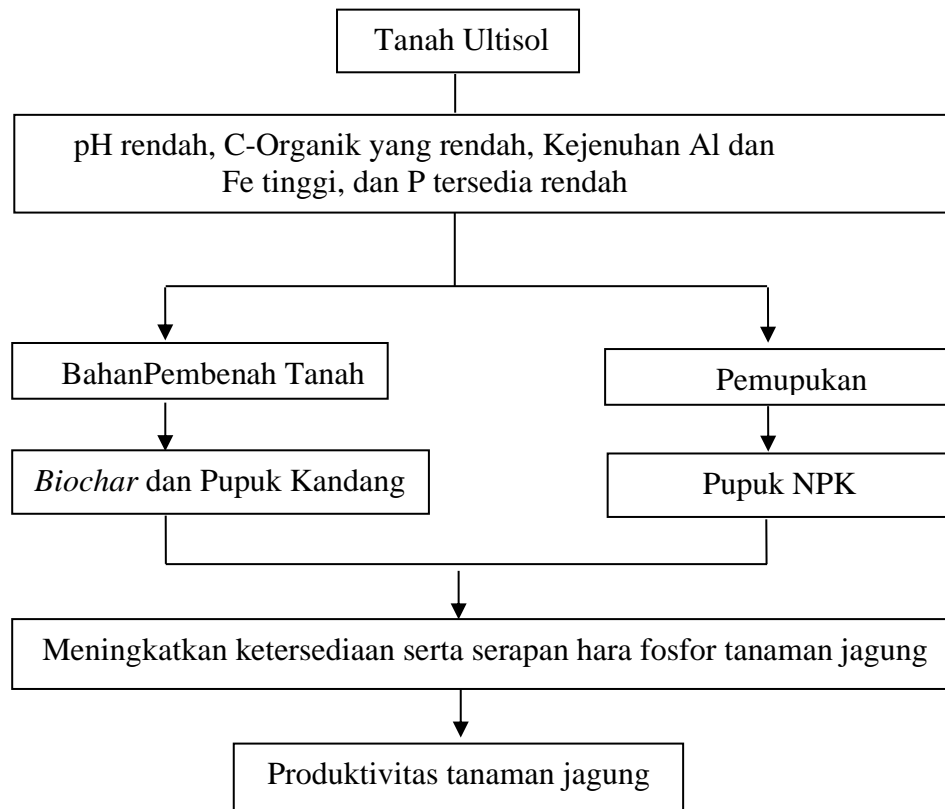 Tanah Ultisol
pH rendah, C-Organik yang rendah, Kejenuhan Al dan
Fe tinggi, dan P tersedia rendah
BahanPembenah Tanah
Pemupukan
Biochar dan Pupuk Kandang
Pupuk NPK
Meningkatkan ketersediaan serta serapan hara fosfor tanaman jagung
Produktivitas tanaman jagung